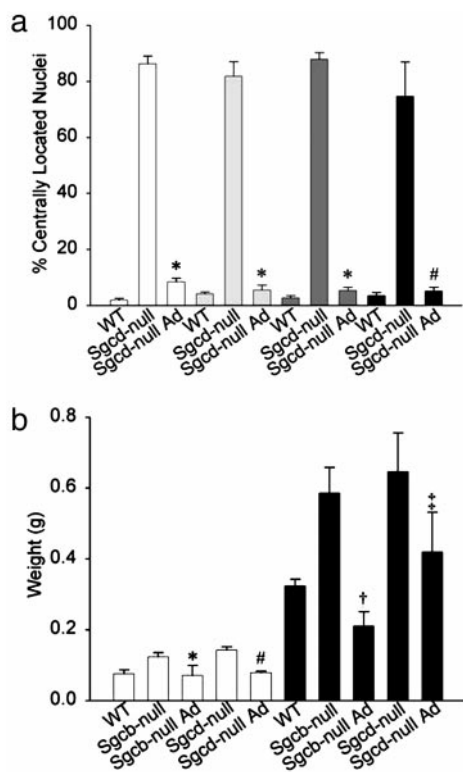 a
% Centrally Located Nuclei
100
80
60
40
20
0
* * * #
WT
Sgcd-null
Sgcd-null Ad
WT
Sgcd-null
Sgcd-null Ad
WT
Sgcd-null
Sgcd-null Ad
WT
Sgcd-null
Sgcd-null Ad
b
Weight (g)
0.8
0.6
0.4
0.2
0.0
* # † ‡
WT
Sgcb-null
Sgcb-null Ad
Sgcd-null
Sgcd-null Ad
WT
Sgcb-null
Sgcb-null Ad
Sgcd-null
Sgcd-null Ad